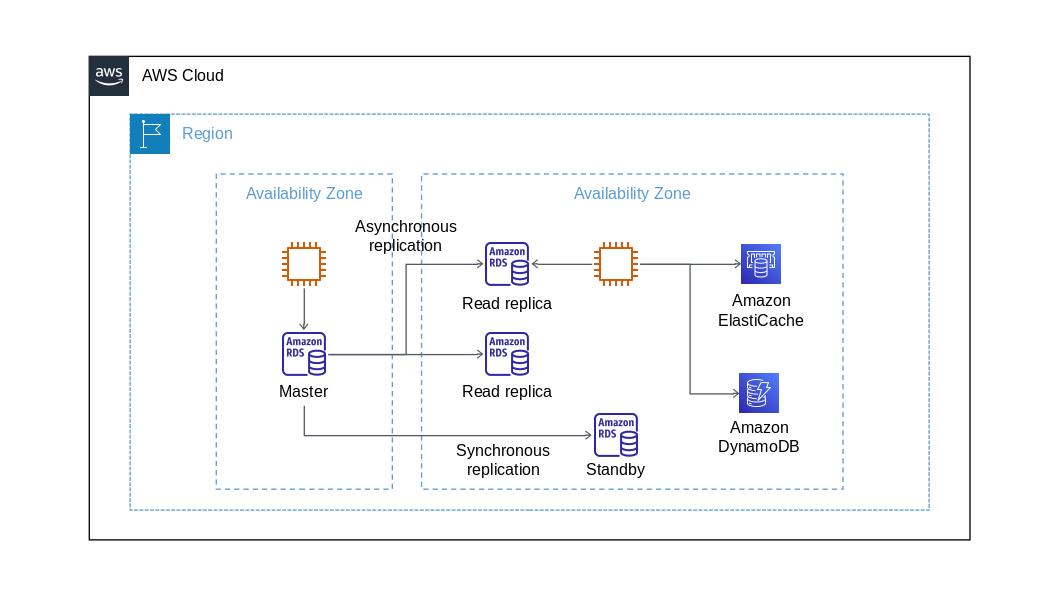 aws
AWS Cloud
Region
Availability Zone
Availability Zone
Asynchronous
replication
Amazon
RDS
Read replica
Amazon
ElastiCache
Amazon
RDS
Master
Amazon
RDS
Read replica
Amazon
DynamoDB
Synchronous
replication
Amazon
RDS
Standby